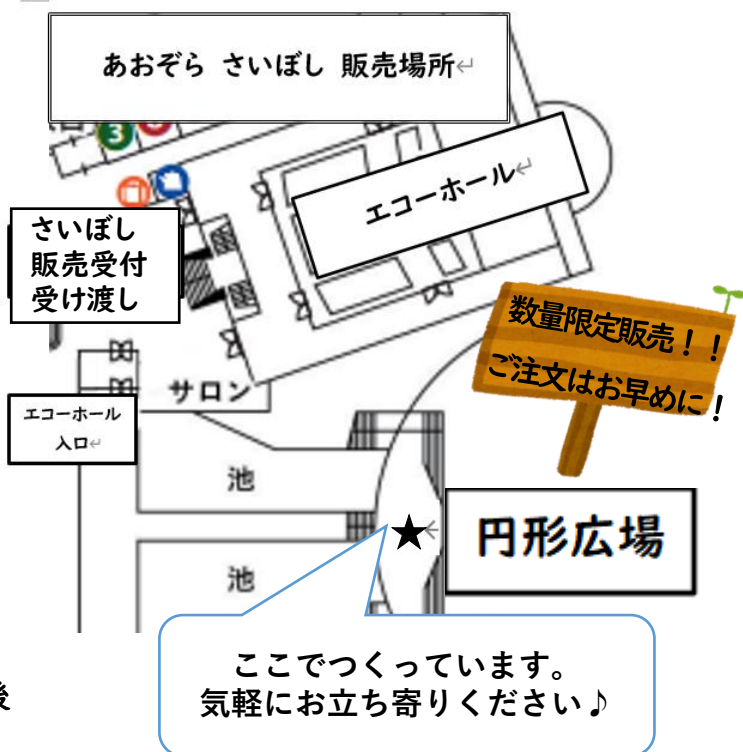 あおぞら さいぼし 販売場所
3
エコーホール
さいぼし
販売受付
受け渡し
数量限定販売！！
ご注文はお早めに！
サロン
エコーホール
入口
池
円形広場
池
ここでつくっています。
気軽にお立ち寄りください♪
後